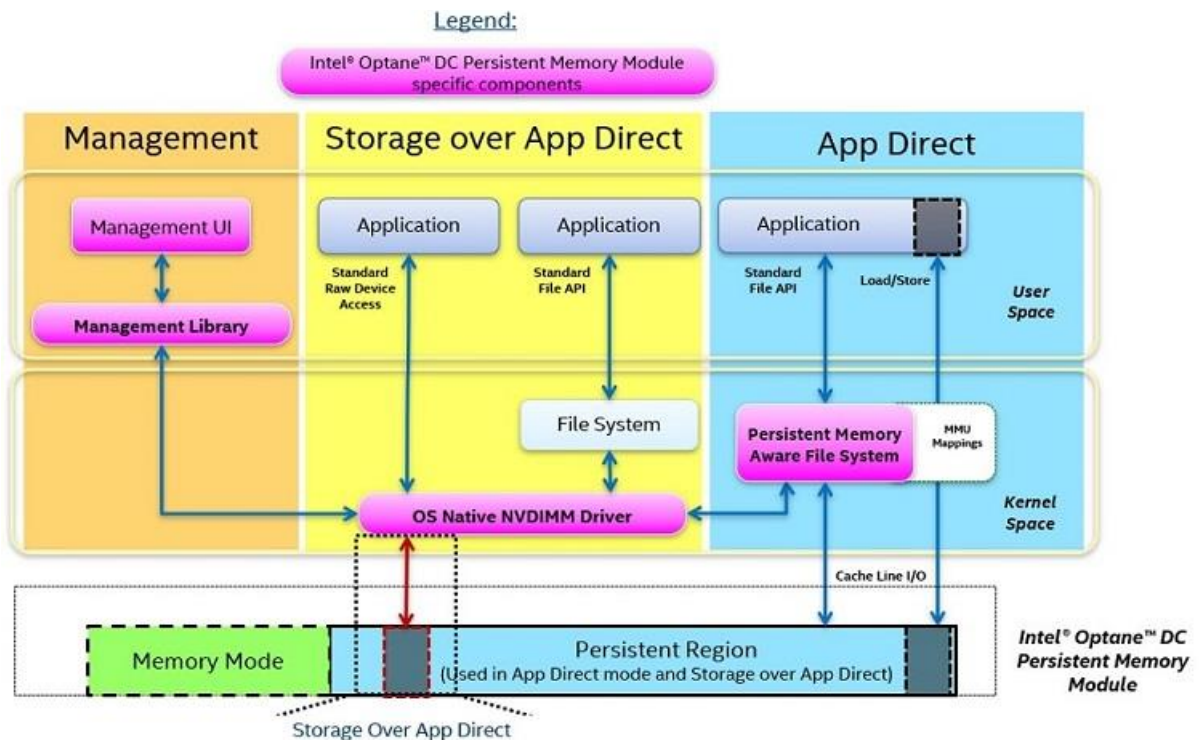 Legend:
Intel® Optane™ DC Persistent Memory Module
specific components
Management
Storage over App Direct
App Direct
Management UI
Application
Application
Application
Standard
Raw Device
Access
Standard
File API
Standard
File API
Load/Store
User
Space
Management Library
File System
Persistent Memory
Aware File System
MMU
Mappings
OS Native NVDIMM Driver
Kernel
Space
Cache Line I/O
Memory Mode
Persistent Region
(Used in App Direct mode and Storage over App Direct)
Intel® Optane™ DC
Persistent Memory
Module
Storage Over App Direct